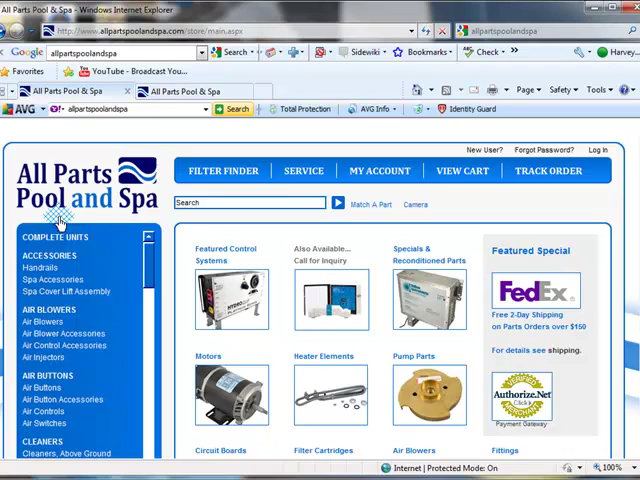 All Parts Pool & Spa - Windows Internet Explorer
http://www.allpartspoolandspa.com/store/main.aspx
allpartspoolandspa
Google
allpartspoolandspa
Search
Sidewiki
Bookmarks
Check
Harvey...
Favorites
YouTube - Broadcast You...
All Parts Pool & Spa
All Parts Pool & Spa
Page
Safety
Tools
AVG
Y!
allpartspoolandspa
Search
Total Protection
AVG Info
Identity Guard
New User?
Forgot Password?
Log In
All Parts
Pool and Spa
FILTER FINDER
SERVICE
MY ACCOUNT
VIEW CART
TRACK ORDER
Search
Match A Part
Camera
COMPLETE UNITS
ACCESSORIES
Handrails
Spa Accessories
Spa Cover Lift Assembly
AIR BLOWERS
Air Blowers
Air Blower Accessories
Air Control Accessories
Air Injectors
AIR BUTTONS
Air Buttons
Air Button Accessories
Air Controls
Air Switches
CLEANERS
Cleaners, Above Ground
Featured Control
Systems
Also Available...
Call for Inquiry
Specials &
Reconditioned Parts
Motors
Heater Elements
Pump Parts
Circuit Boards
Filter Cartridges
Air Blowers
Fittings
Featured Special
FedEx
Free 2-Day Shipping
on Parts Orders over $150
For details see shipping.
VERIFIED
Authorize.Net
Click
MERCHANT
Payment Gateway
Internet | Protected Mode: On
100%